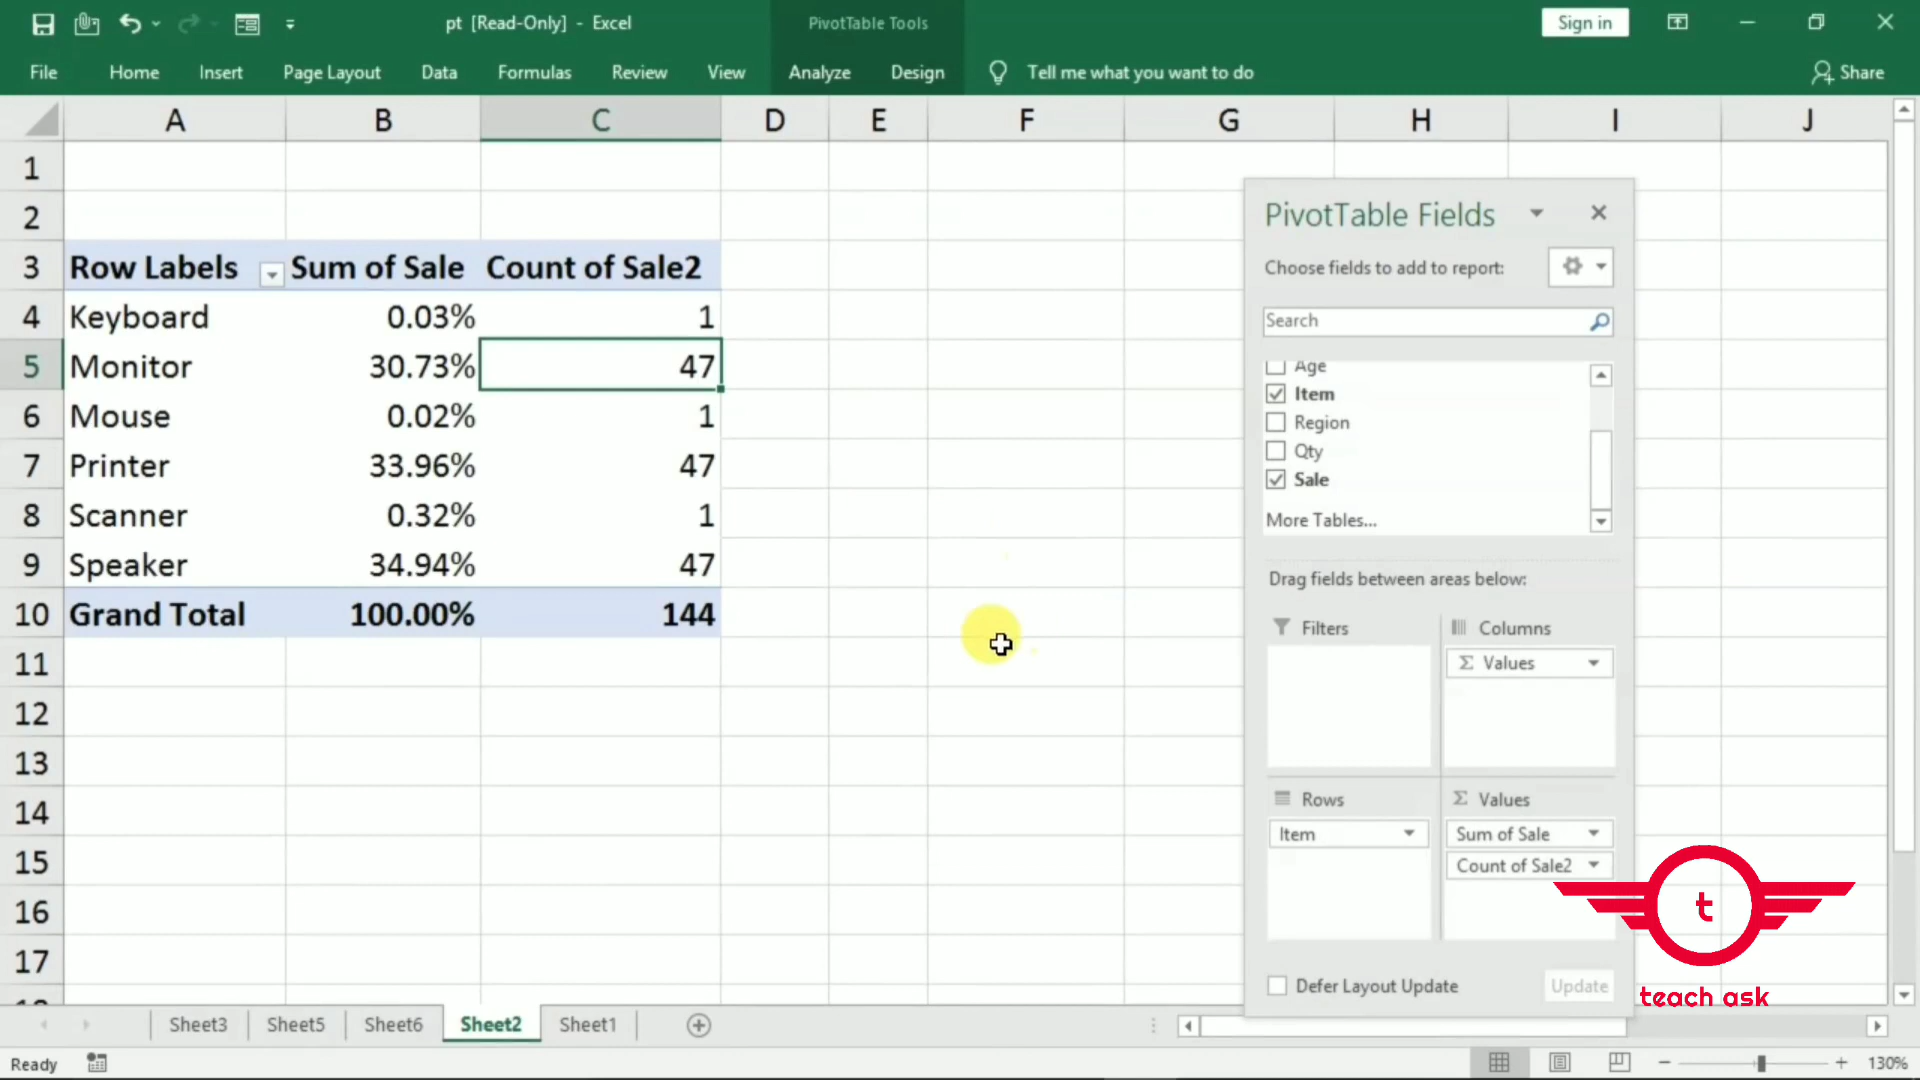 pt [Read-Only] - Excel
PivotTable Tools
Sign in
File Home Insert Page Layout Data Formulas Review View Analyze Design Tell me what you want to do Share
A B C D E F G H I J
1
2
3 Row Labels Sum of Sale Count of Sale2
4 Keyboard 0.03% 1
5 Monitor 30.73% 47
6 Mouse 0.02% 1
7 Printer 33.96% 47
8 Scanner 0.32% 1
9 Speaker 34.94% 47
10 Grand Total 100.00% 144
11
12
13
14
15
16
17
PivotTable Fields
Choose fields to add to report:
Search
Age
Item
Region
Qty
Sale
More Tables...
Drag fields between areas below:
Filters
Columns
Σ Values
Rows
Σ Values
Item
Sum of Sale
Count of Sale2
Defer Layout Update
Update
t
teach ask
Sheet3 Sheet5 Sheet6 Sheet2 Sheet1
Ready
130%